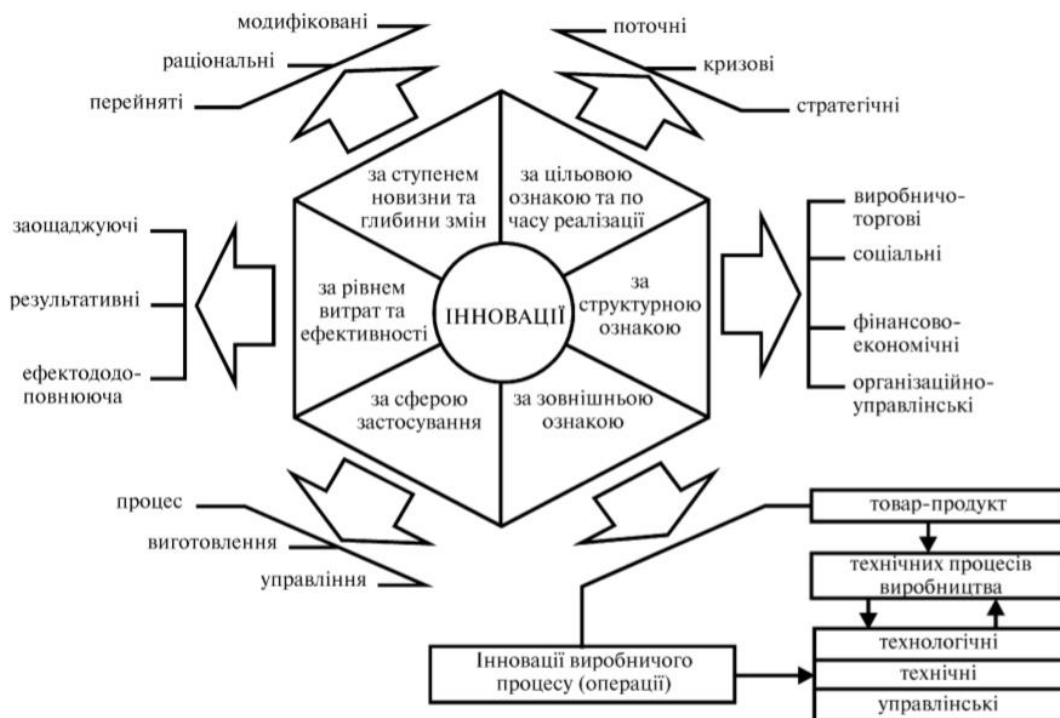 модифіковані
раціональні
перейняті
поточні
кризові
стратегічні
за ступенем
новизни та
глибини змін
за цільовою
ознакою та по
часу реалізації
заощаджуючі
результативні
ефектододо-
повнююча
за рівнем
витрат та
ефективності
ІННОВАЦІЇ
за
структурною
ознакою
виробничо-
торгові
соціальні
фінансово-
економічні
організаційно-
управлінські
за сферою
застосування
за зовнішньою
ознакою
процес
виготовлення
управління
товар-продукт
технічних процесів
виробництва
технологічні
технічні
управлінські
Інновації виробничого
процесу (операції)